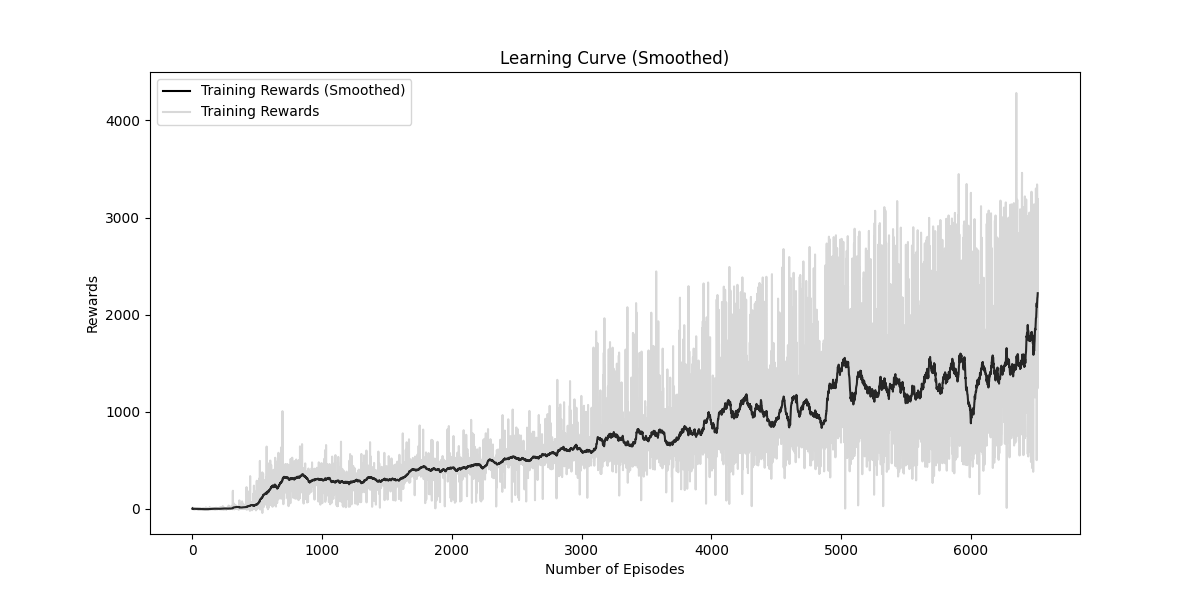 Learning Curve (Smoothed)
Training Rewards (Smoothed)
Training Rewards
4000
3000
2000
1000
0
Rewards
0 1000 2000 3000 4000 5000 6000
Number of Episodes